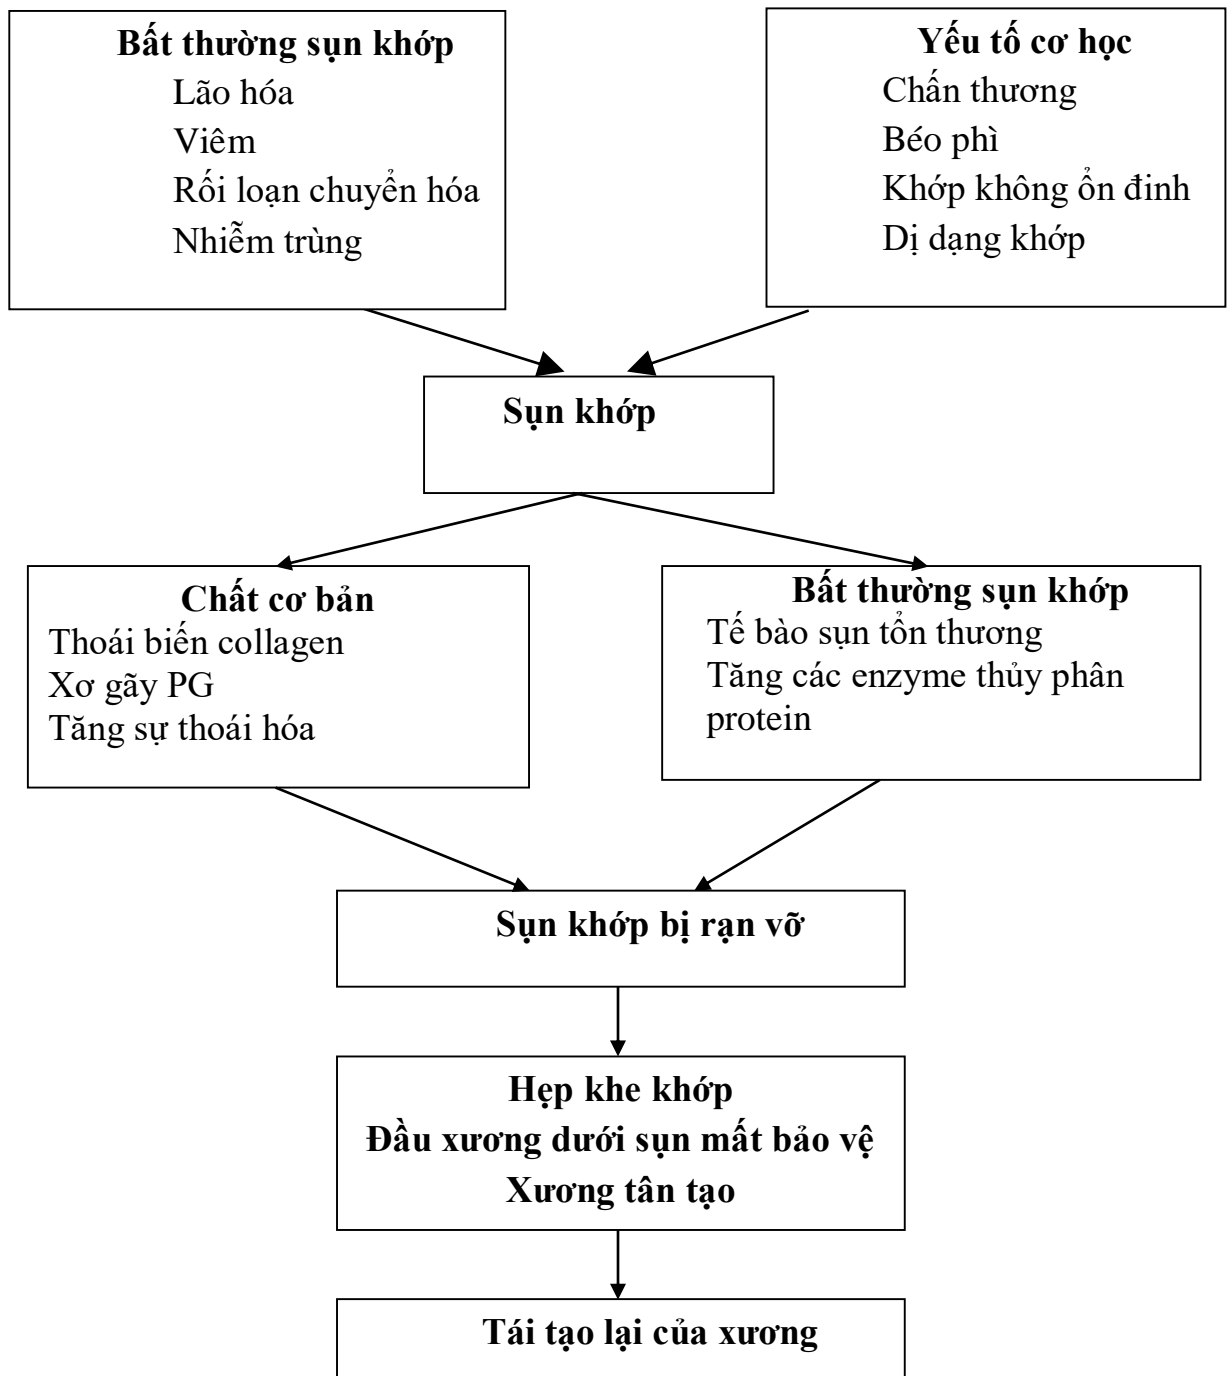 Bất thường sụn khớp
Lão hóa
Viêm
Rối loạn chuyển hóa
Nhiễm trùng
Yếu tố cơ học
Chấn thương
Béo phì
Khớp không ổn đinh
Dị dạng khớp
Sụn khớp
Chất cơ bản
Thoái biến collagen
Xơ gãy PG
Tăng sự thoái hóa
Bất thường sụn khớp
Tế bào sụn tổn thương
Tăng các enzyme thủy phân
protein
Sụn khớp bị rạn vỡ
Hẹp khe khớp
Đầu xương dưới sụn mất bảo vệ
Xương tân tạo
Tái tạo lại của xương